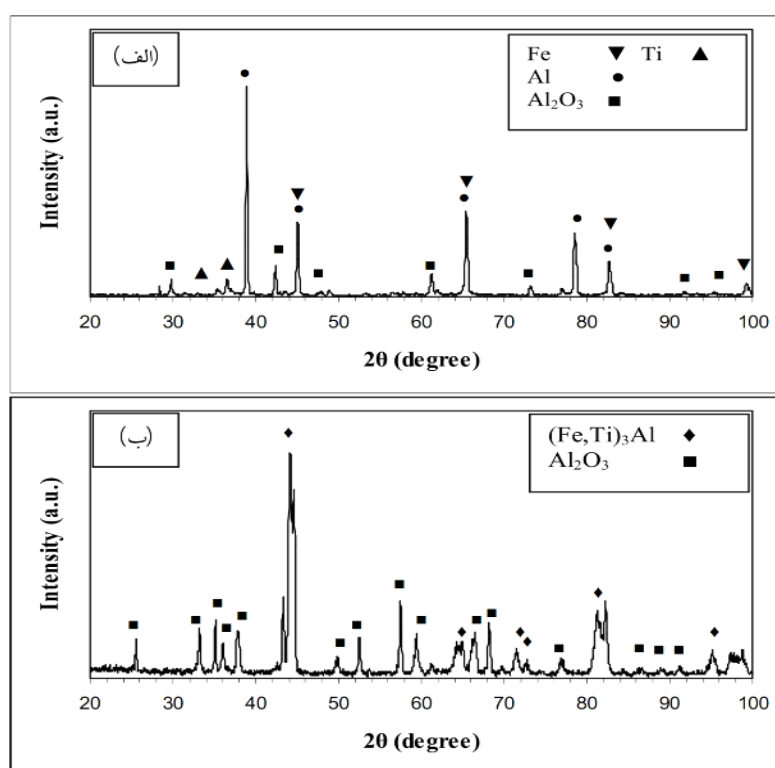 (الف)
Fe ▼ Ti ▲
Al ●
Al₂O₃ ■
Intensity (a.u.)
20 30 40 50 60 70 80 90 100
2θ (degree)
(ب)
(Fe,Ti)₃Al ♦
Al₂O₃ ■
Intensity (a.u.)
20 30 40 50 60 70 80 90 100
2θ (degree)